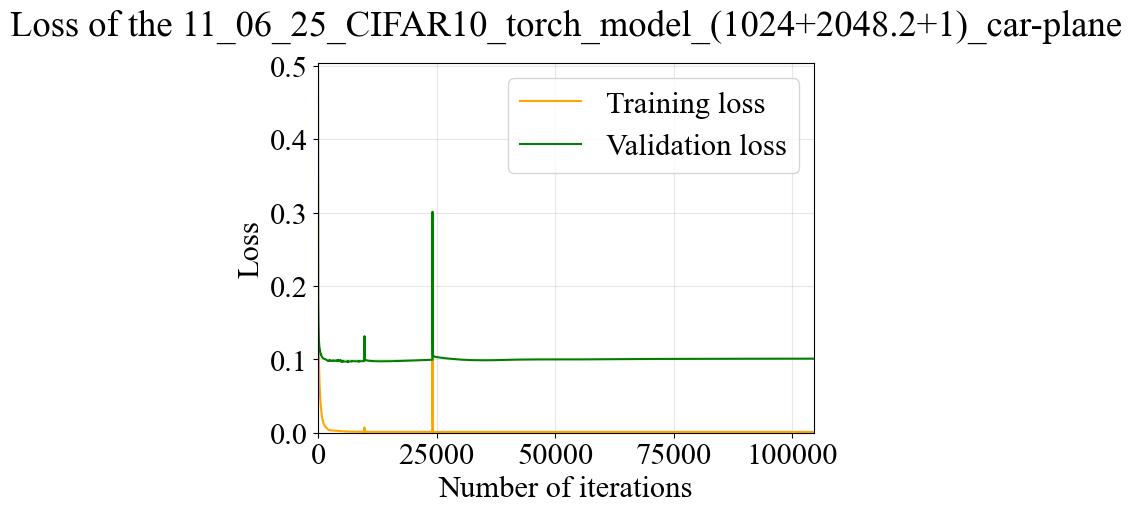 Loss of the 11_06_25_CIFAR10_torch_model_(1024+2048.2+1)_car-plane
0.5
0.4
0.3
0.2
0.1
0.0
Loss
Training loss
Validation loss
0 25000 50000 75000 100000
Number of iterations